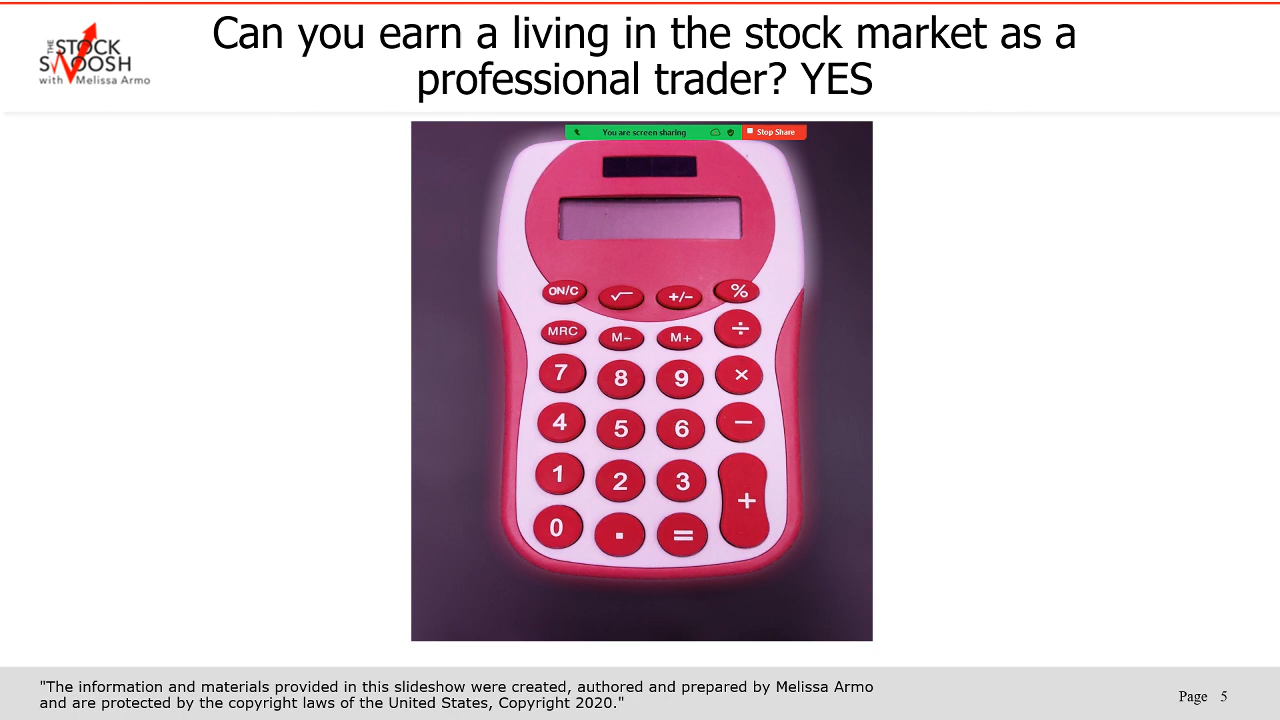 THE STOCK
SWOOSH
with Melissa Armo
Can you earn a living in the stock market as a
professional trader? YES
You are screen sharing
Stop Share
ON/C √ +/− %
MRC M− M+ ÷
7 8 9 ×
4 5 6 −
1 2 3 +
0 . =
"The information and materials provided in this slideshow were created, authored and prepared by Melissa Armo
and are protected by the copyright laws of the United States, Copyright 2020."
Page 5